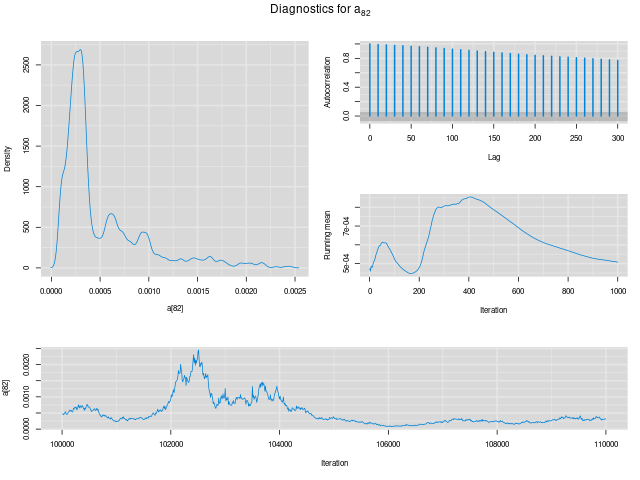 Diagnostics for a82
Density
0 500 1000 1500 2000 2500
0.0000 0.0005 0.0010 0.0015 0.0020 0.0025
a[82]
Autocorrelation
0.0 0.4 0.8
0 50 100 150 200 250 300
Lag
Running mean
5e-04 7e-04
0 200 400 600 800 1000
Iteration
a[82]
0.0000 0.0010 0.0020
100000 102000 104000 106000 108000 110000
Iteration